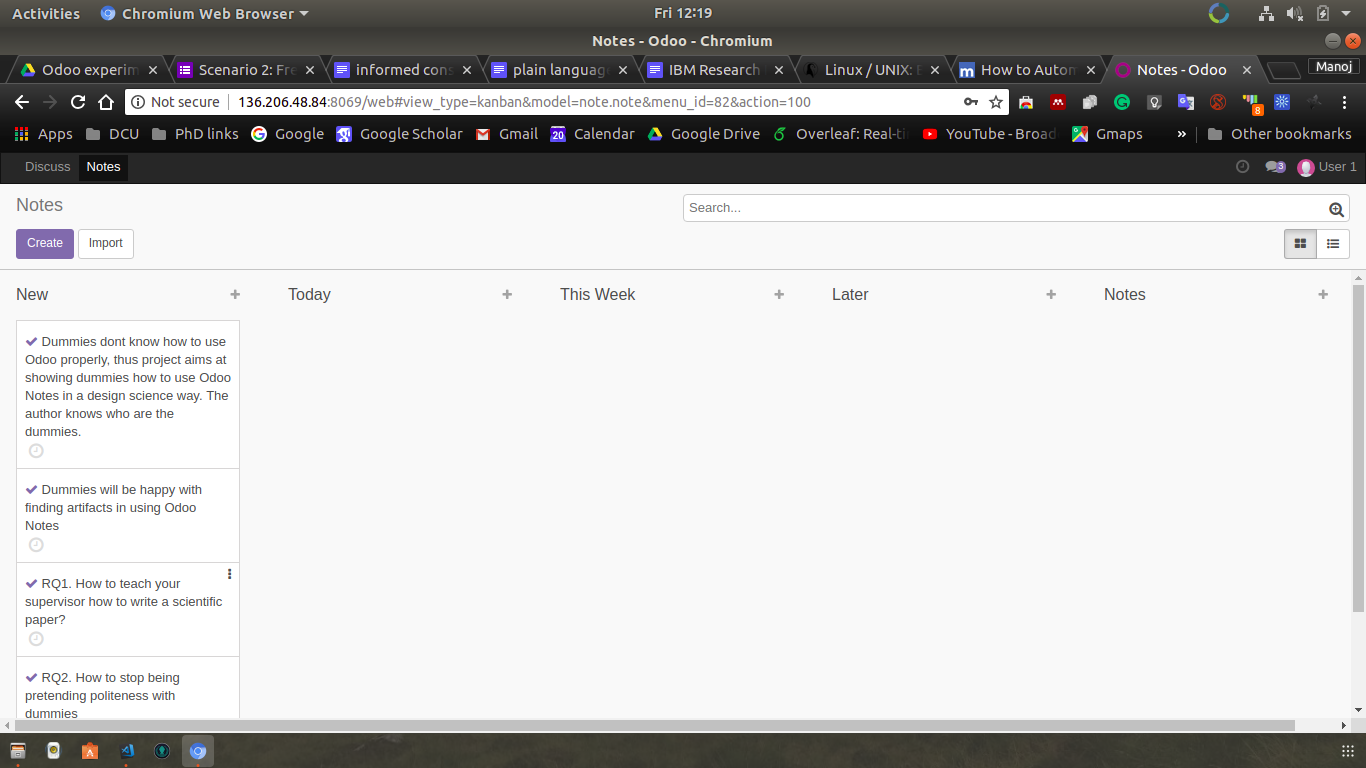 Activities Chromium Web Browser Fri 12:19
Notes - Odoo - Chromium
Odoo experim Scenario 2: Fre informed cons plain language IBM Research Linux / UNIX: E How to Autom Notes - Odoo Manoj
Not secure 136.206.48.84:8069/web#view_type=kanban&model=note.note&menu_id=82&action=100 8
Apps DCU PhD links Google Google Scholar Gmail 20 Calendar Google Drive Overleaf: Real-ti YouTube - Broad Gmaps » Other bookmarks
Discuss Notes 3 User 1
Notes Search...
Create Import
New Today This Week Later Notes
Dummies dont know how to use
Odoo properly, thus project aims at
showing dummies how to use Odoo
Notes in a design science way. The
author knows who are the
dummies.
Dummies will be happy with
finding artifacts in using Odoo
Notes
RQ1. How to teach your
supervisor how to write a scientific
paper?
RQ2. How to stop being
pretending politeness with
dummies